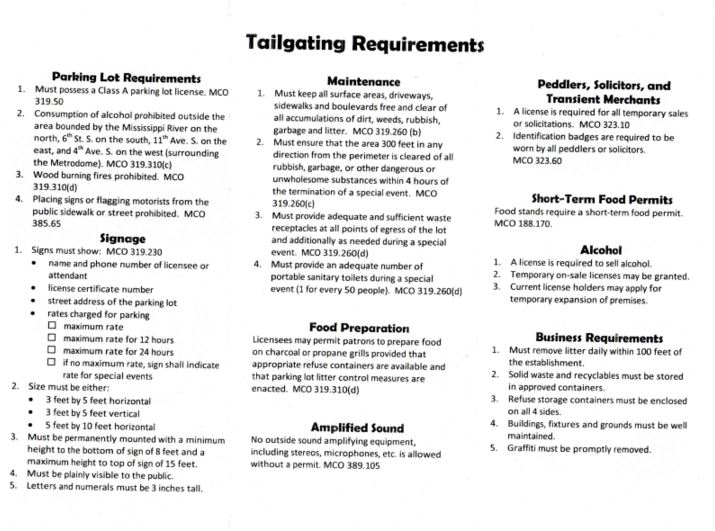 Tailgating Requirements
Parking Lot Requirements
1. Must possess a Class A parking lot license. MCO
319.50
2. Consumption of alcohol prohibited outside the
area bounded by the Mississippi River on the
north, 6th St. S. on the south, 11th Ave. S. on the
east, and 4th Ave. S. on the west (surrounding
the Metrodome). MCO 319.310(c)
3. Wood burning fires prohibited. MCO
319.310(d)
4. Placing signs or flagging motorists from the
public sidewalk or street prohibited. MCO
385.65
Signage
1. Signs must show: MCO 319.230
• name and phone number of licensee or
attendant
• license certificate number
• street address of the parking lot
• rates charged for parking
☐ maximum rate
☐ maximum rate for 12 hours
☐ maximum rate for 24 hours
☐ if no maximum rate, sign shall indicate
rate for special events
2. Size must be either:
• 3 feet by 5 feet horizontal
• 3 feet by 5 feet vertical
• 5 feet by 10 feet horizontal
3. Must be permanently mounted with a minimum
height to the bottom of sign of 8 feet and a
maximum height to top of sign of 15 feet.
4. Must be plainly visible to the public.
5. Letters and numerals must be 3 inches tall.
Maintenance
1. Must keep all surface areas, driveways,
sidewalks and boulevards free and clear of
all accumulations of dirt, weeds, rubbish,
garbage and litter. MCO 319.260 (b)
2. Must ensure that the area 300 feet in any
direction from the perimeter is cleared of all
rubbish, garbage, or other dangerous or
unwholesome substances within 4 hours of
the termination of a special event. MCO
319.260(c)
3. Must provide adequate and sufficient waste
receptacles at all points of egress of the lot
and additionally as needed during a special
event. MCO 319.260(d)
4. Must provide an adequate number of
portable sanitary toilets during a special
event (1 for every 50 people). MCO 319.260(d)
Food Preparation
Licensees may permit patrons to prepare food
on charcoal or propane grills provided that
appropriate refuse containers are available and
that parking lot litter control measures are
enacted. MCO 319.310(d)
Amplified Sound
No outside sound amplifying equipment,
including stereos, microphones, etc. is allowed
without a permit. MCO 389.105
Peddlers, Solicitors, and
Transient Merchants
1. A license is required for all temporary sales
or solicitations. MCO 323.10
2. Identification badges are required to be
worn by all peddlers or solicitors.
MCO 323.60
Short-Term Food Permits
Food stands require a short-term food permit.
MCO 188.170.
Alcohol
1. A license is required to sell alcohol.
2. Temporary on-sale licenses may be granted.
3. Current license holders may apply for
temporary expansion of premises.
Business Requirements
1. Must remove litter daily within 100 feet of
the establishment.
2. Solid waste and recyclables must be stored
in approved containers.
3. Refuse storage containers must be enclosed
on all 4 sides.
4. Buildings, fixtures and grounds must be well
maintained.
5. Graffiti must be promptly removed.